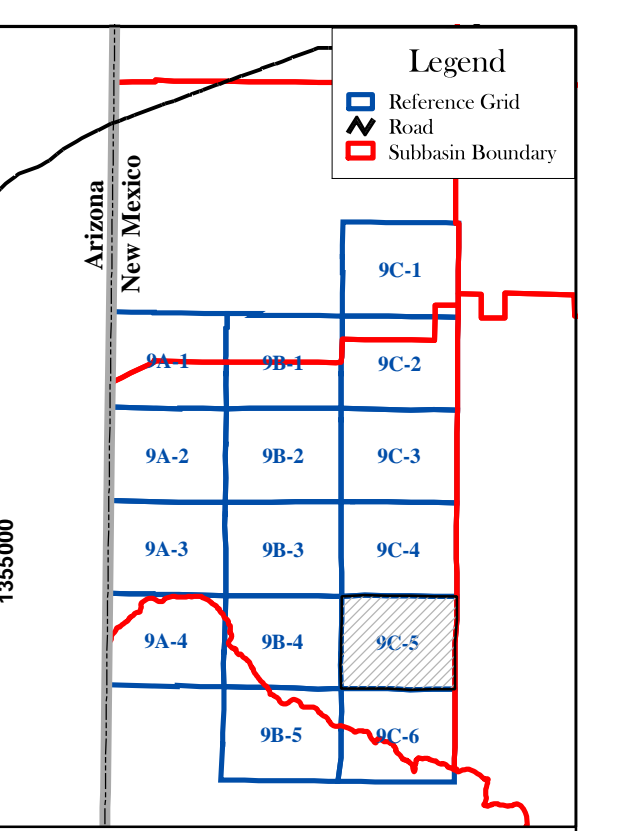 Legend
Reference Grid
Road
Subbasin Boundary
Arizona
New Mexico
9C-1
9A-1 9B-1 9C-2
9A-2 9B-2 9C-3
9A-3 9B-3 9C-4
9A-4 9B-4 9C-5
9B-5 9C-6
1355000